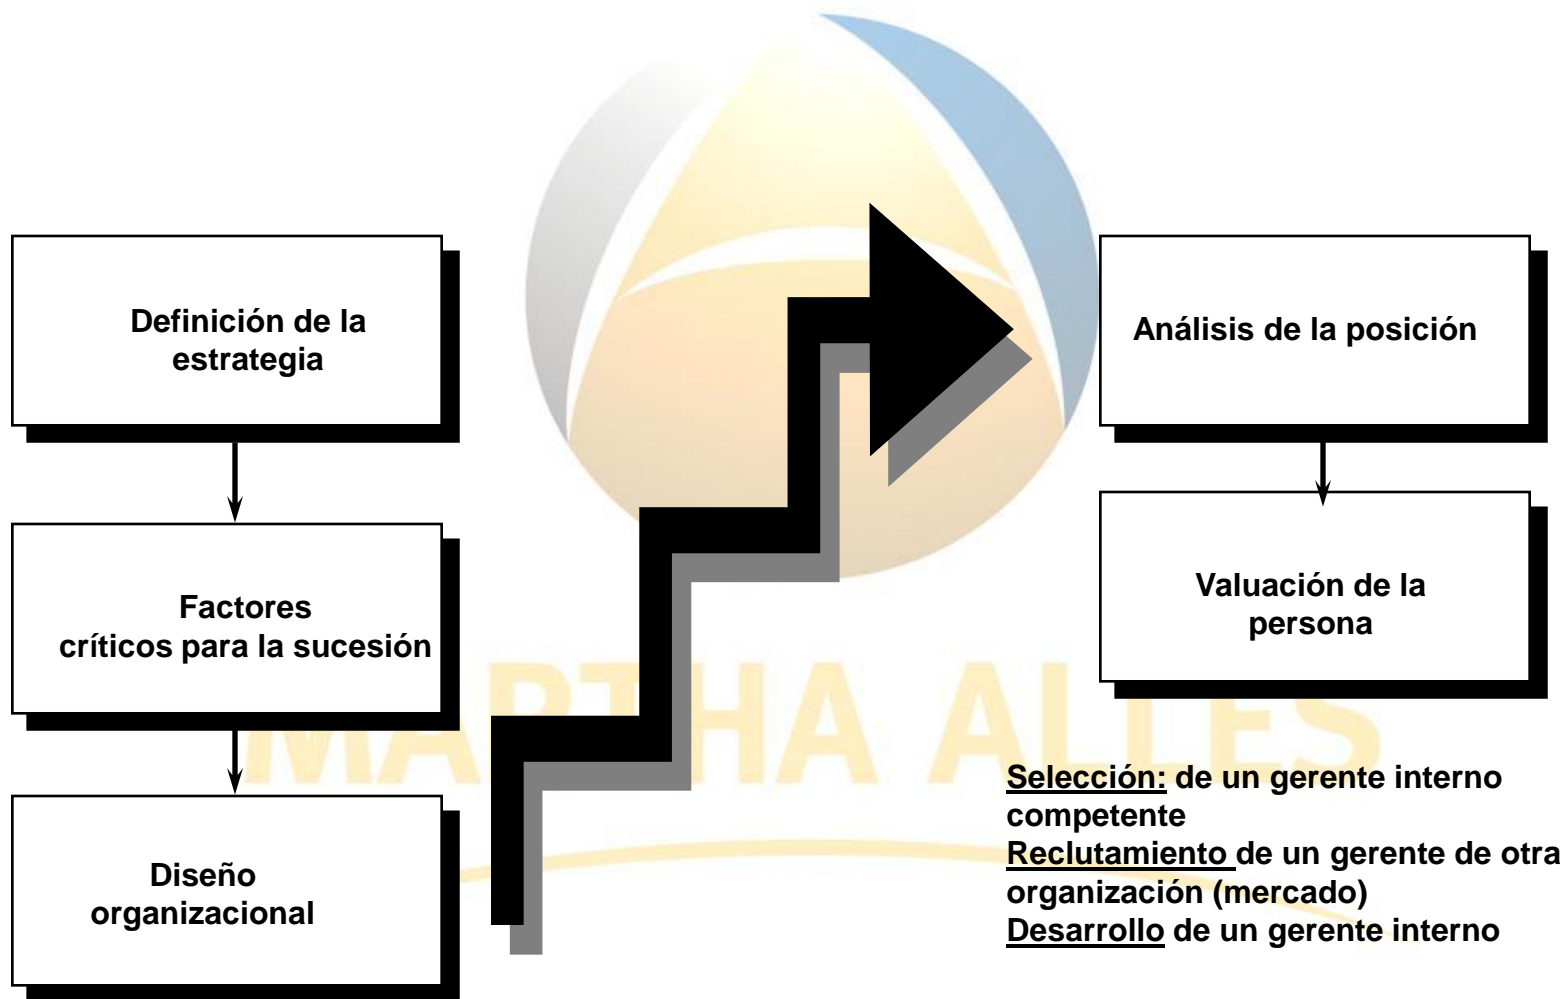 Definición de la
estrategia
Factores
críticos para la sucesión
Diseño
organizacional
Análisis de la posición
Valuación de la
persona
MARTHA ALLES
Selección: de un gerente interno
competente
Reclutamiento de un gerente de otra
organización (mercado)
Desarrollo de un gerente interno